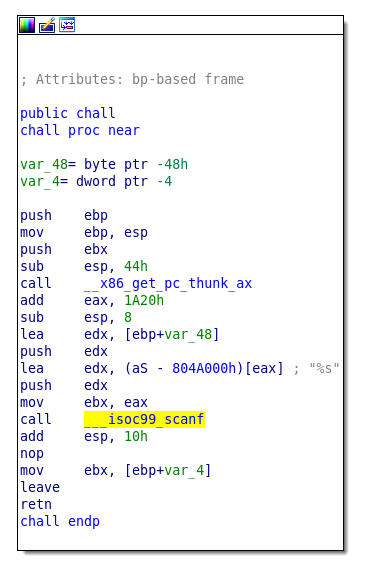 ; Attributes: bp-based frame
public chall
chall proc near
var_48= byte ptr -48h
var_4= dword ptr -4
push    ebp
mov     ebp, esp
push    ebx
sub     esp, 44h
call    __x86_get_pc_thunk_ax
add     eax, 1A20h
sub     esp, 8
lea     edx, [ebp+var_48]
push    edx
lea     edx, (aS - 804A000h)[eax] ; "%s"
push    edx
mov     ebx, eax
call    ___isoc99_scanf
add     esp, 10h
nop
mov     ebx, [ebp+var_4]
leave
retn
chall endp